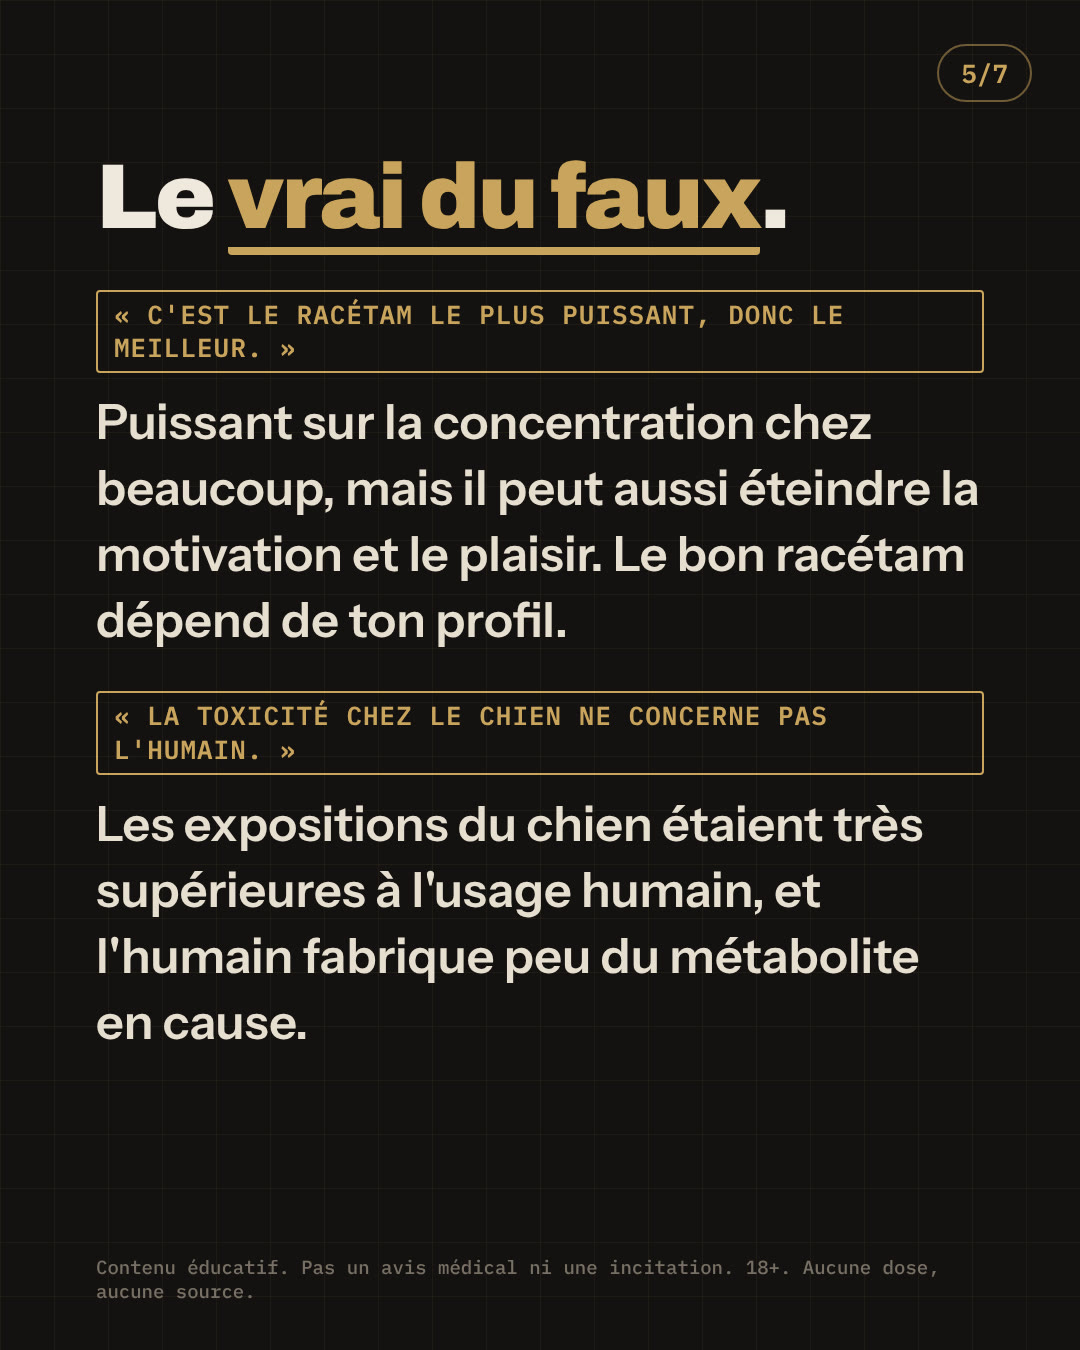 5/7
Le vrai du faux.
« C'EST LE RACÉTAM LE PLUS PUISSANT, DONC LE
MEILLEUR. »
Puissant sur la concentration chez
beaucoup, mais il peut aussi éteindre la
motivation et le plaisir. Le bon racétam
dépend de ton profil.
« LA TOXICITÉ CHEZ LE CHIEN NE CONCERNE PAS
L'HUMAIN. »
Les expositions du chien étaient très
supérieures à l'usage humain, et
l'humain fabrique peu du métabolite
en cause.
Contenu éducatif. Pas un avis médical ni une incitation. 18+. Aucune dose,
aucune source.